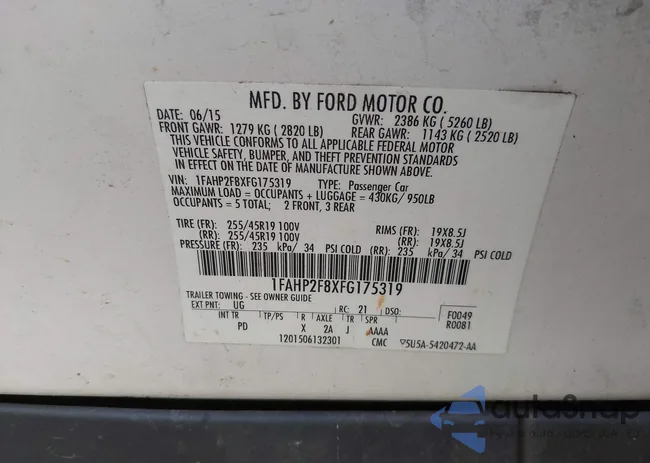 MFD. BY FORD MOTOR CO.
DATE: 06/15 GVWR: 2386 KG ( 5260 LB)
FRONT GAWR: 1279 KG ( 2820 LB) REAR GAWR: 1143 KG ( 2520 LB)
THIS VEHICLE CONFORMS TO ALL APPLICABLE FEDERAL MOTOR
VEHICLE SAFETY, BUMPER, AND THEFT PREVENTION STANDARDS
IN EFFECT ON THE DATE OF MANUFACTURE SHOWN ABOVE.
VIN: 1FAHP2F8XFG175319 TYPE: Passenger Car
MAXIMUM LOAD = OCCUPANTS + LUGGAGE = 430KG/ 950LB
OCCUPANTS = 5 TOTAL; 2 FRONT, 3 REAR
TIRE (FR): 255/45R19 100V RIMS (FR): 19X8.5J
(RR): 255/45R19 100V (RR): 19X8.5J
PRESSURE (FR): 235 kPa/ 34 PSI COLD (RR): 235 kPa/ 34 PSI COLD
1FAHP2F8XFG175319
TRAILER TOWING - SEE OWNER GUIDE
EXT PNT: UG RC: 21 DSO: F0049
INT TR TP/PS R AXLE TR SPR R0081
PD X 2A J AAAA
1201506132301 CMC 5U5A-5420472-AA
autoSnap